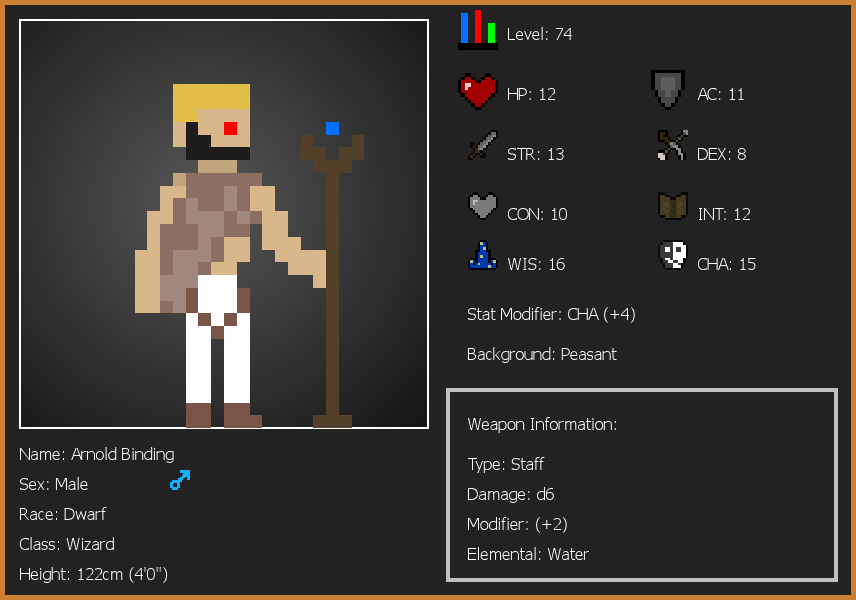 Level: 74
HP: 12
AC: 11
STR: 13
DEX: 8
CON: 10
INT: 12
WIS: 16
CHA: 15
Stat Modifier: CHA (+4)
Background: Peasant
Weapon Information:
Type: Staff
Damage: d6
Modifier: (+2)
Elemental: Water
Name: Arnold Binding
Sex: Male
Race: Dwarf
Class: Wizard
Height: 122cm (4'0")